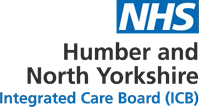 NHS
Humber and
North Yorkshire
Integrated Care Board (ICB)